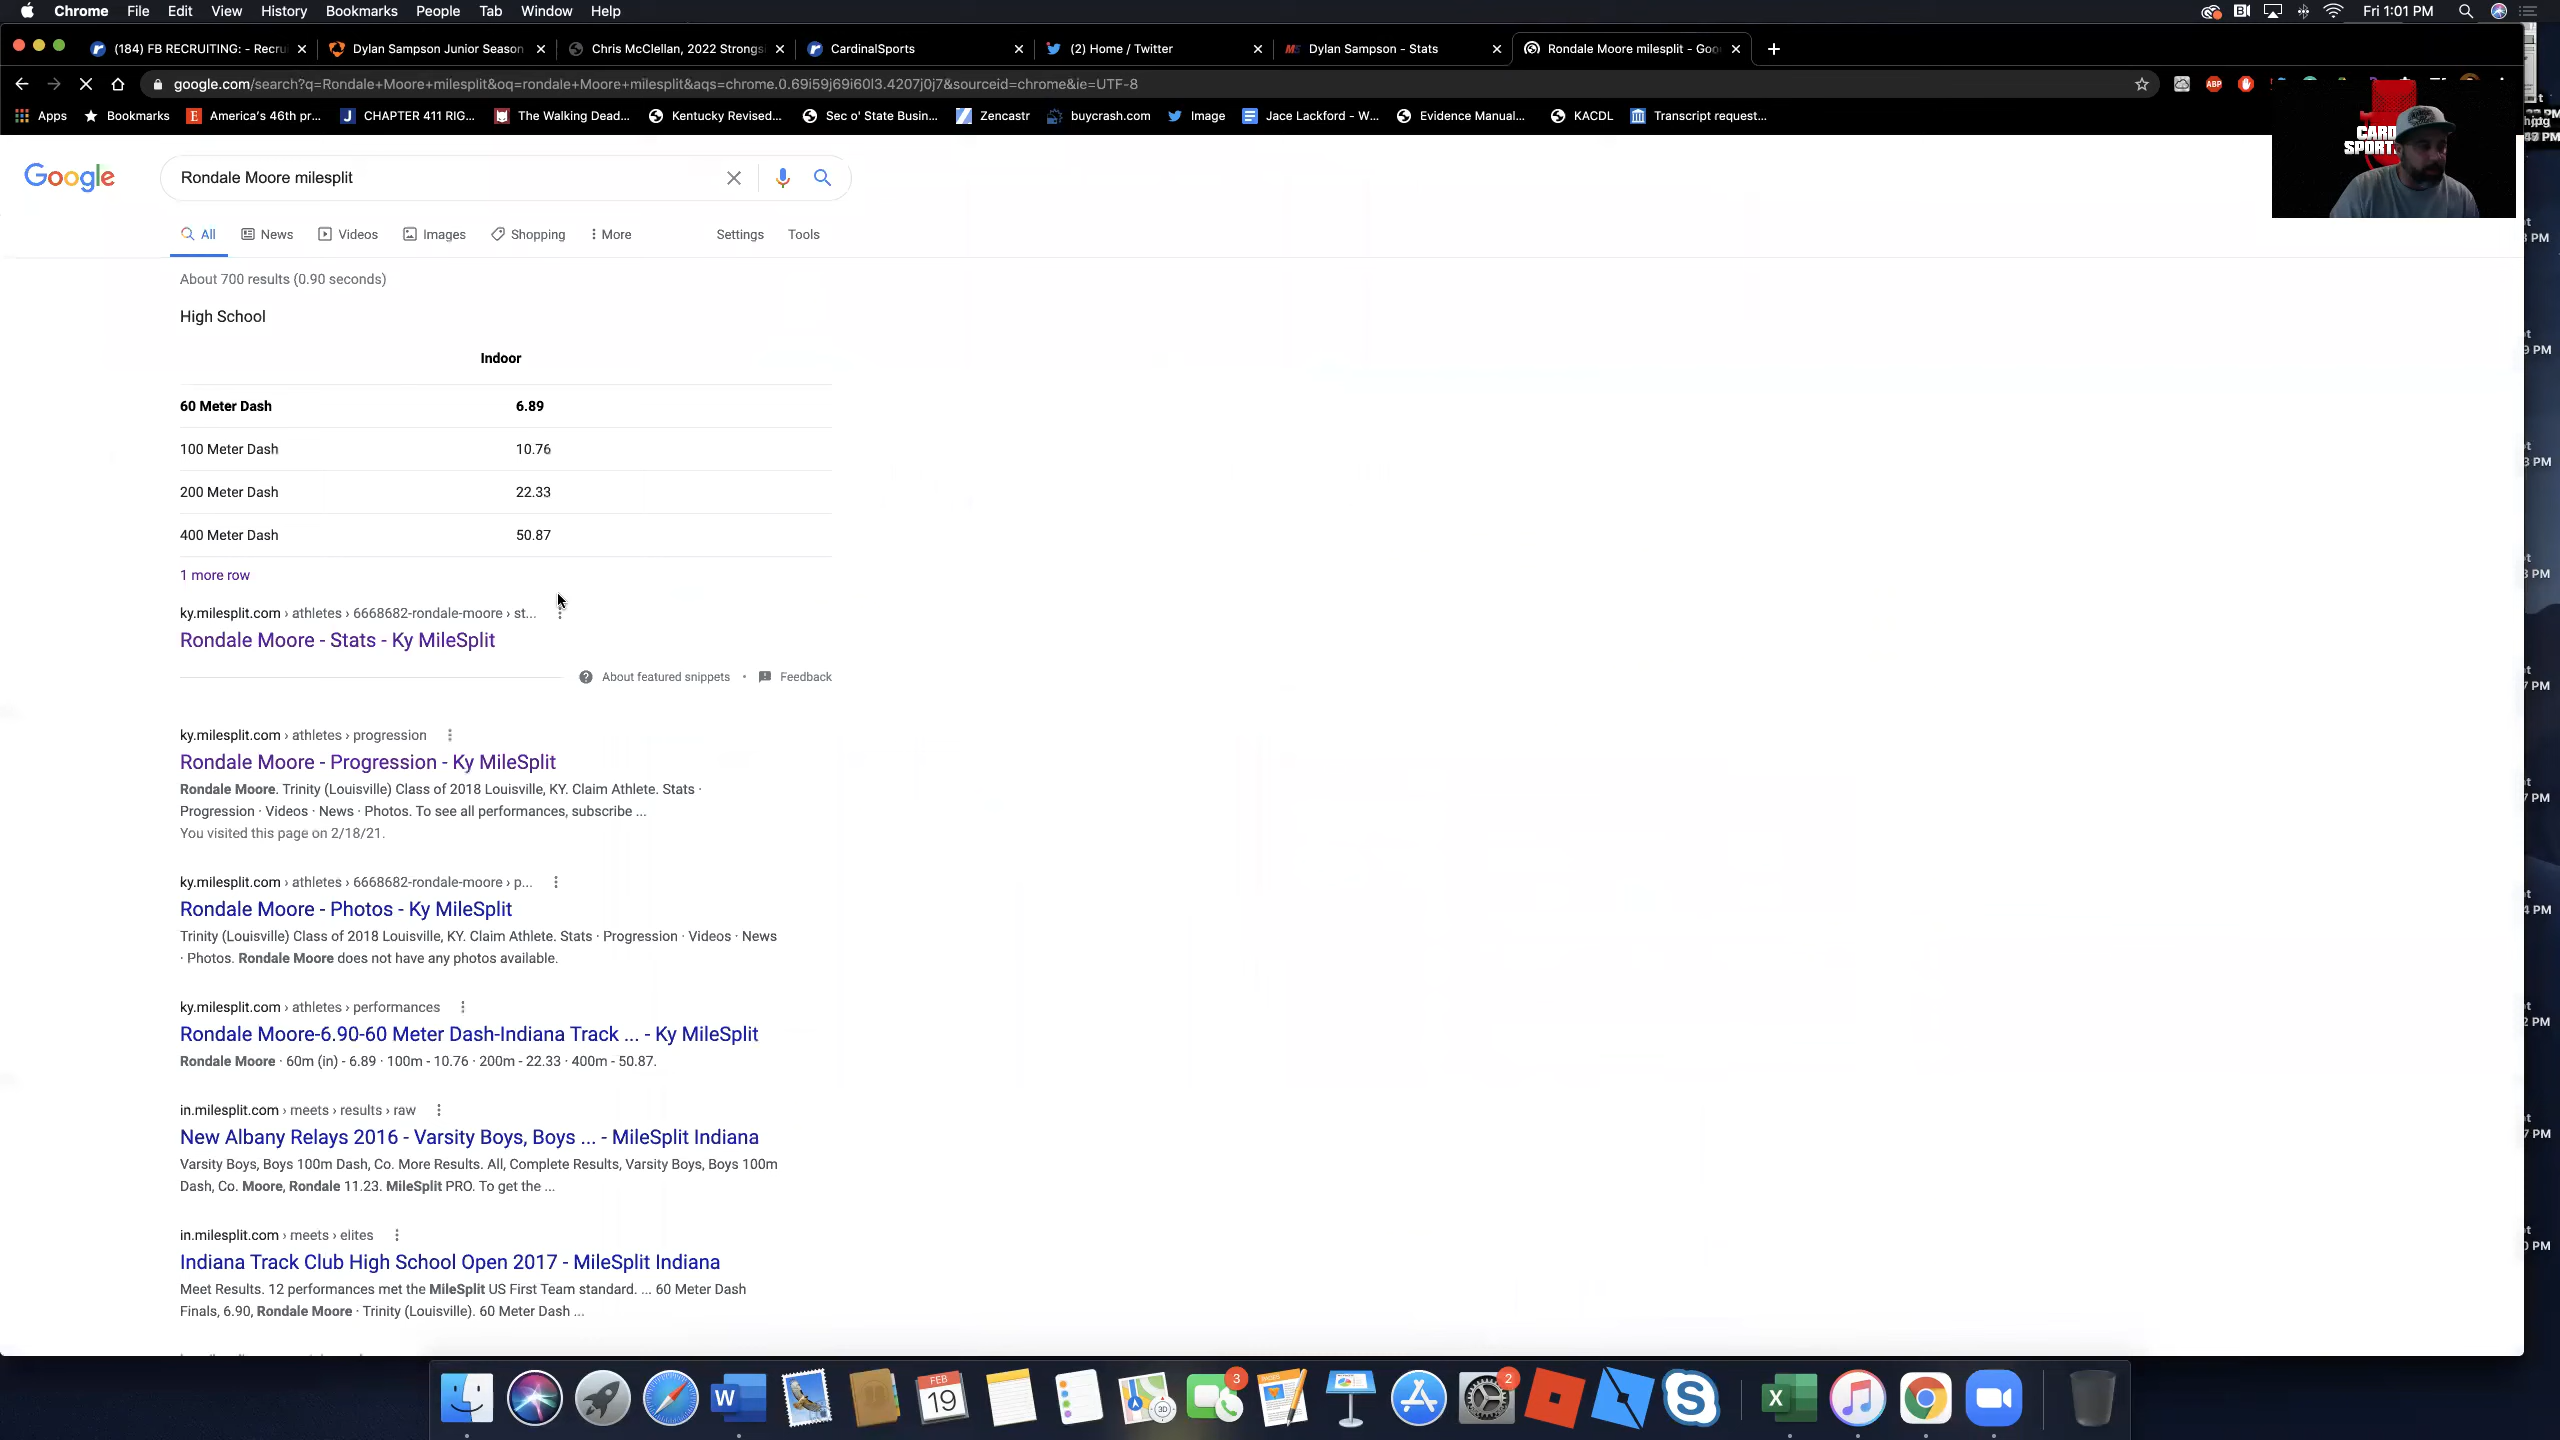 Chrome File Edit View History Bookmarks People Tab Window Help Fri 1:01 PM
(184) FB RECRUITING: - Recrui Dylan Sampson Junior Season Chris McClellan, 2022 Strongsi CardinalSports (2) Home / Twitter Dylan Sampson - Stats Rondale Moore milesplit - Goo
google.com/search?q=Rondale+Moore+milesplit&oq=rondale+Moore+milesplit&aqs=chrome.0.69i59j69i60l3.4207j0j7&sourceid=chrome&ie=UTF-8 ABP
Apps Bookmarks America's 46th pr... CHAPTER 411 RIG... The Walking Dead... Kentucky Revised... Sec o' State Busin... Zencastr buycrash.com Image Jace Lackford - W... Evidence Manual... KACDL Transcript request...
CARD
SPORT
Google Rondale Moore milesplit
All News Videos Images Shopping More Settings Tools
About 700 results (0.90 seconds)
High School
Indoor
60 Meter Dash 6.89
100 Meter Dash 10.76
200 Meter Dash 22.33
400 Meter Dash 50.87
1 more row
ky.milesplit.com › athletes › 6668682-rondale-moore › st...
Rondale Moore - Stats - Ky MileSplit
About featured snippets • Feedback
ky.milesplit.com › athletes › progression
Rondale Moore - Progression - Ky MileSplit
Rondale Moore. Trinity (Louisville) Class of 2018 Louisville, KY. Claim Athlete. Stats ·
Progression · Videos · News · Photos. To see all performances, subscribe ...
You visited this page on 2/18/21.
ky.milesplit.com › athletes › 6668682-rondale-moore › p...
Rondale Moore - Photos - Ky MileSplit
Trinity (Louisville) Class of 2018 Louisville, KY. Claim Athlete. Stats · Progression · Videos · News
· Photos. Rondale Moore does not have any photos available.
ky.milesplit.com › athletes › performances
Rondale Moore-6.90-60 Meter Dash-Indiana Track ... - Ky MileSplit
Rondale Moore · 60m (in) - 6.89 · 100m - 10.76 · 200m - 22.33 · 400m - 50.87.
in.milesplit.com › meets › results › raw
New Albany Relays 2016 - Varsity Boys, Boys ... - MileSplit Indiana
Varsity Boys, Boys 100m Dash, Co. More Results. All, Complete Results, Varsity Boys, Boys 100m
Dash, Co. Moore, Rondale 11.23. MileSplit PRO. To get the ...
in.milesplit.com › meets › elites
Indiana Track Club High School Open 2017 - MileSplit Indiana
Meet Results. 12 performances met the MileSplit US First Team standard. ... 60 Meter Dash
Finals, 6.90, Rondale Moore · Trinity (Louisville). 60 Meter Dash ...
W FEB 19 3D 3 PAGES 2 S X